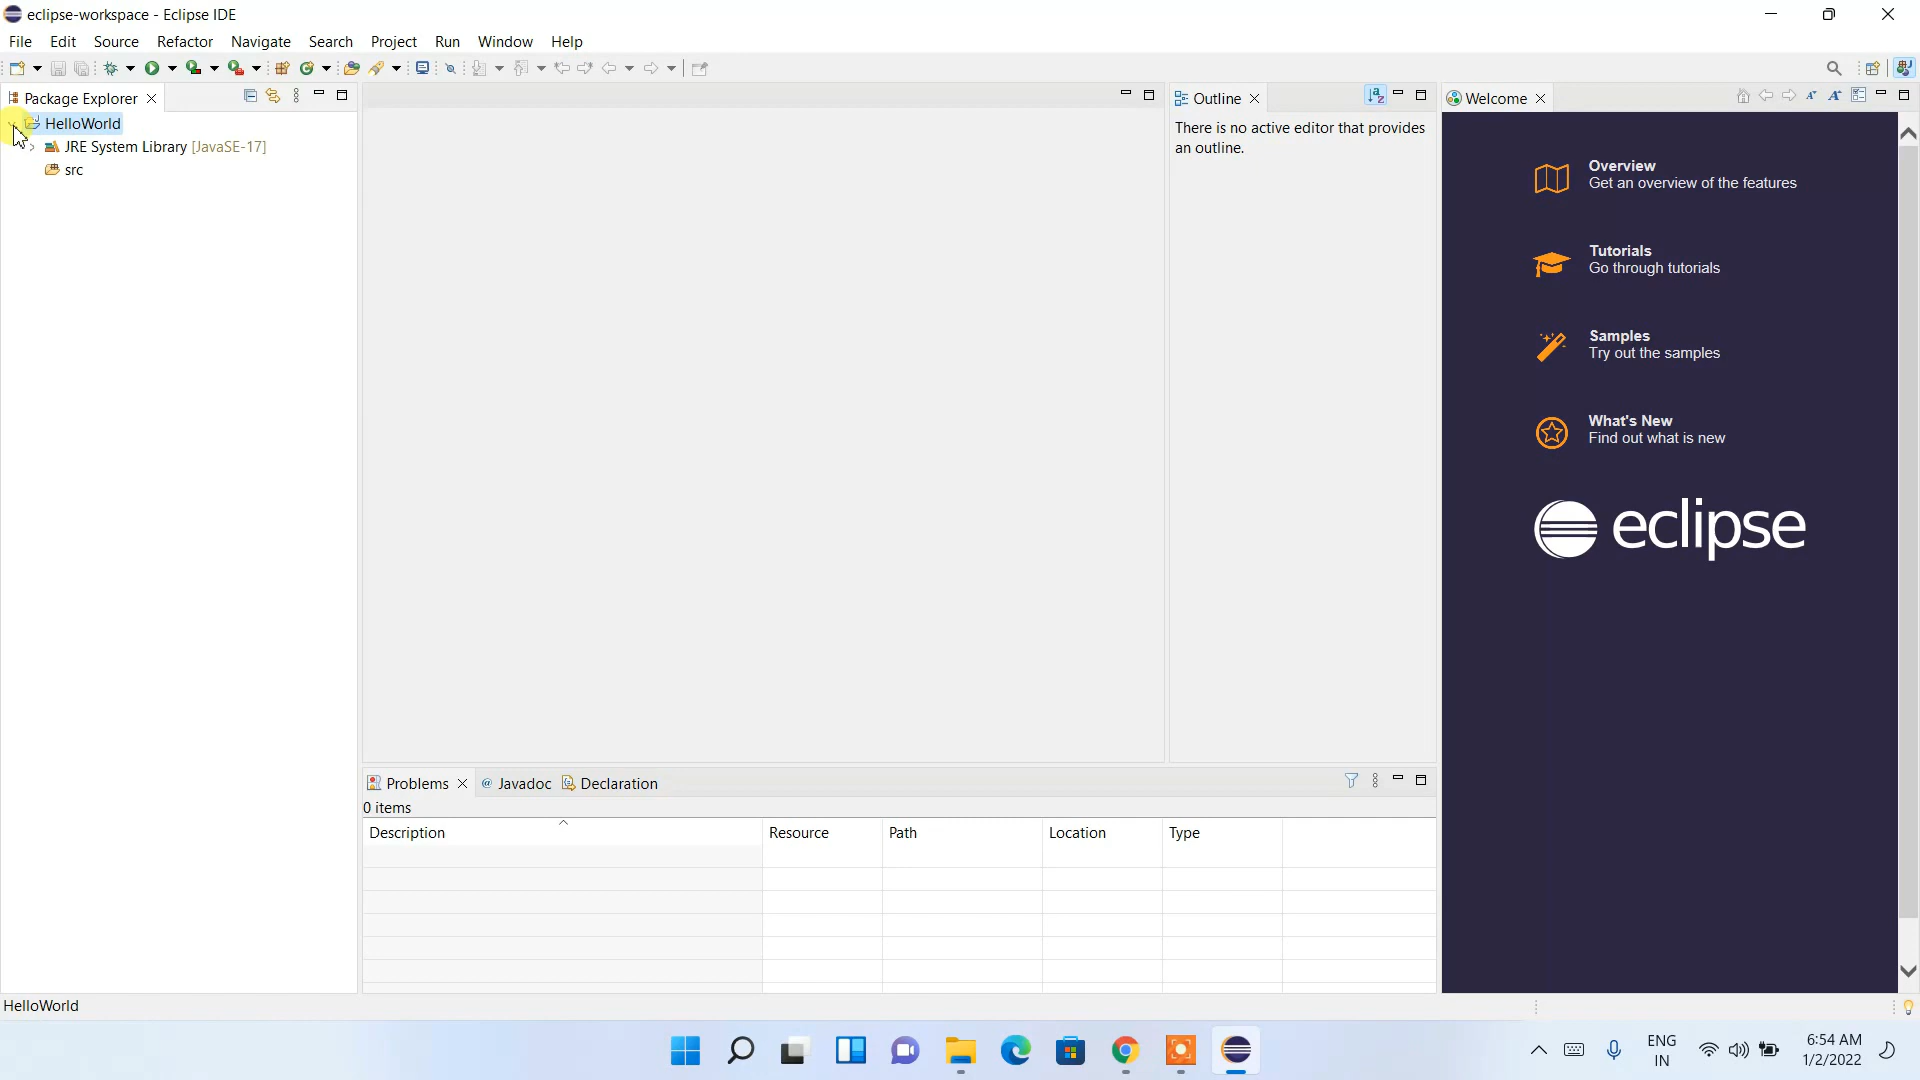 eclipse-workspace - Eclipse IDE
File Edit Source Refactor Navigate Search Project Run Window Help
Package Explorer
HelloWorld
JRE System Library [JavaSE-17]
src
Outline
There is no active editor that provides
an outline.
Welcome
Overview
Get an overview of the features
Tutorials
Go through tutorials
Samples
Try out the samples
What's New
Find out what is new
eclipse
Problems @ Javadoc Declaration
0 items
Description Resource Path Location Type
HelloWorld
ENG
IN
6:54 AM
1/2/2022